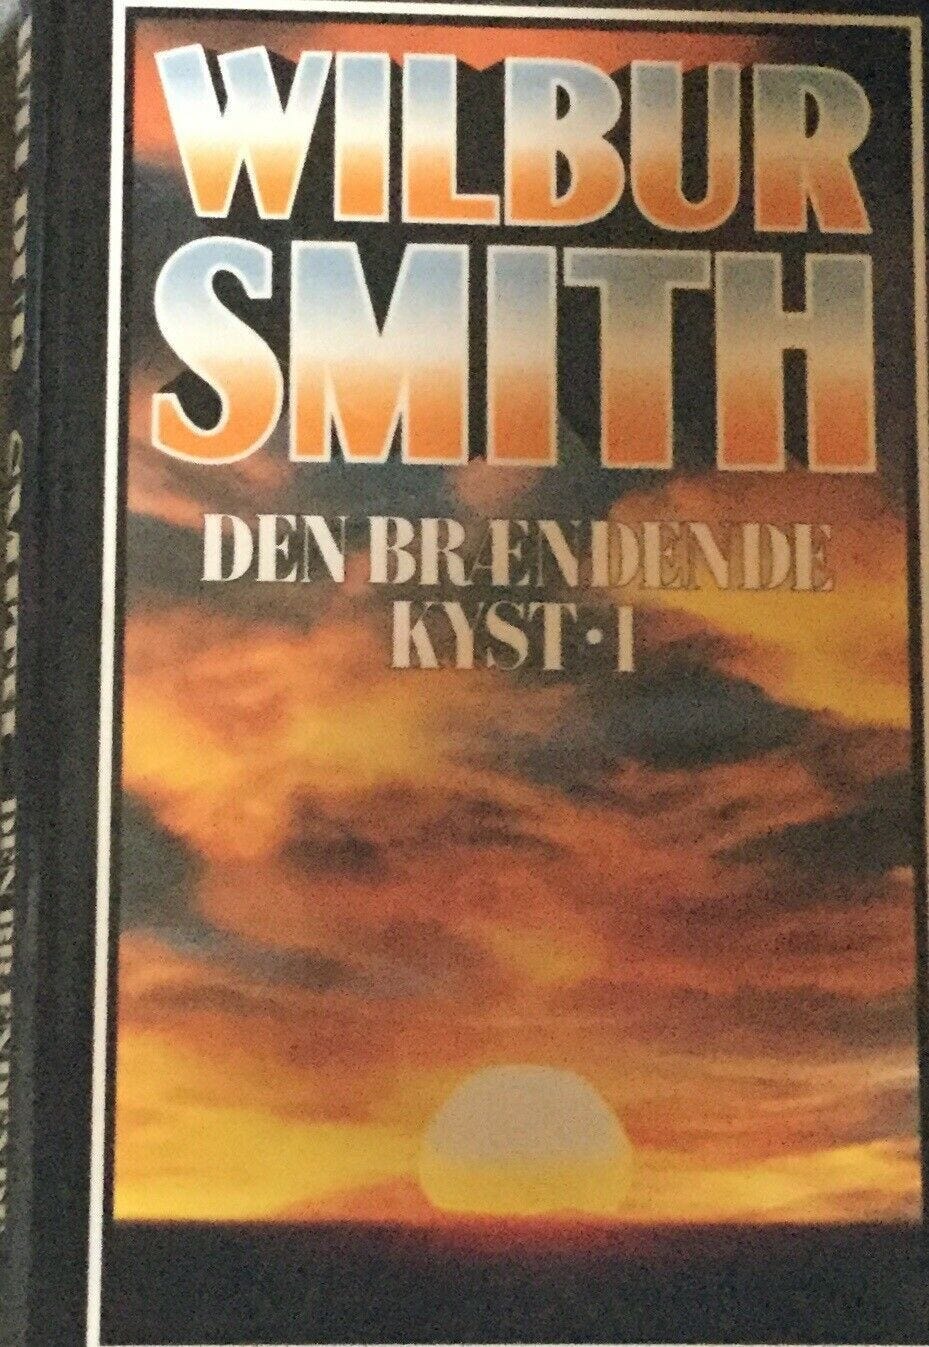 WILBUR
SMITH
DEN BRÆNDENDE
KYST · 1